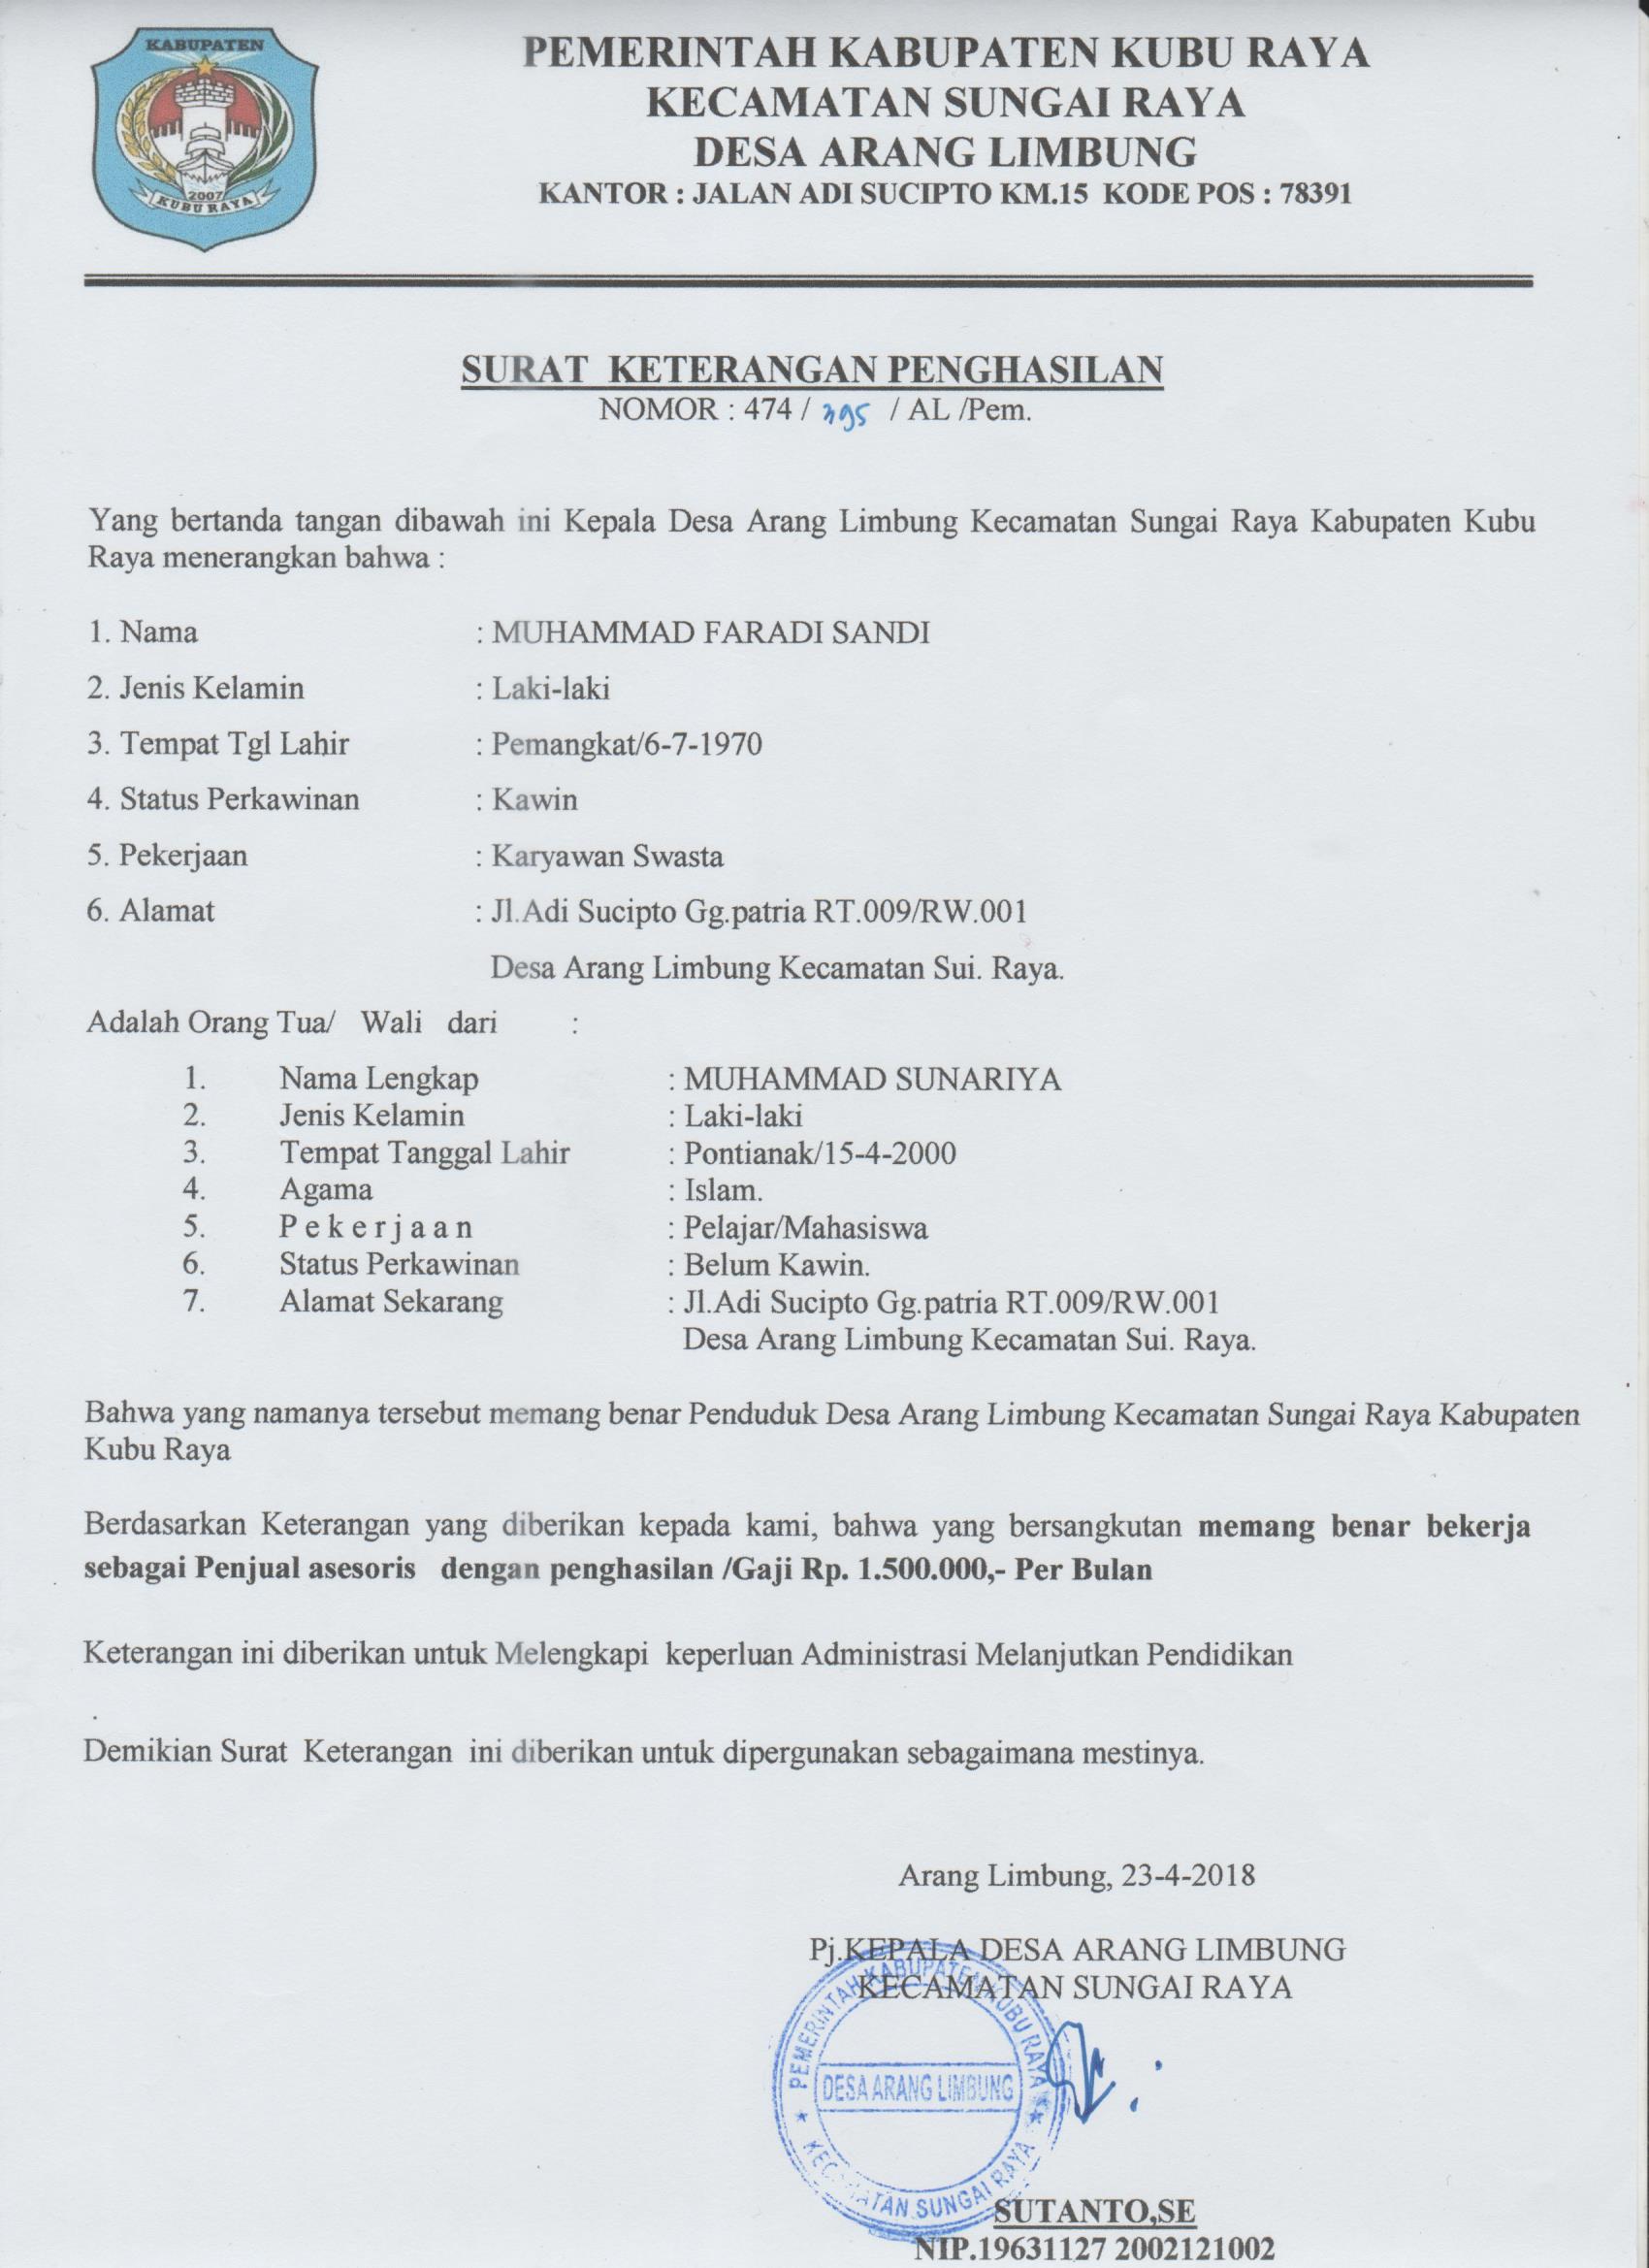 KABUPATEN
2007
KUBU RAYA
PEMERINTAH KABUPATEN KUBU RAYA
KECAMATAN SUNGAI RAYA
DESA ARANG LIMBUNG
KANTOR : JALAN ADI SUCIPTO KM.15 KODE POS : 78391
SURAT KETERANGAN PENGHASILAN
NOMOR : 474 / 395 / AL /Pem.
Yang bertanda tangan dibawah ini Kepala Desa Arang Limbung Kecamatan Sungai Raya Kabupaten Kubu
Raya menerangkan bahwa :
1. Nama : MUHAMMAD FARADI SANDI
2. Jenis Kelamin : Laki-laki
3. Tempat Tgl Lahir : Pemangkat/6-7-1970
4. Status Perkawinan : Kawin
5. Pekerjaan : Karyawan Swasta
6. Alamat : Jl.Adi Sucipto Gg.patria RT.009/RW.001
Desa Arang Limbung Kecamatan Sui. Raya.
Adalah Orang Tua/ Wali dari :
1. Nama Lengkap : MUHAMMAD SUNARIYA
2. Jenis Kelamin : Laki-laki
3. Tempat Tanggal Lahir : Pontianak/15-4-2000
4. Agama : Islam.
5. P e k e r j a a n : Pelajar/Mahasiswa
6. Status Perkawinan : Belum Kawin.
7. Alamat Sekarang : Jl.Adi Sucipto Gg.patria RT.009/RW.001
Desa Arang Limbung Kecamatan Sui. Raya.
Bahwa yang namanya tersebut memang benar Penduduk Desa Arang Limbung Kecamatan Sungai Raya Kabupaten
Kubu Raya
Berdasarkan Keterangan yang diberikan kepada kami, bahwa yang bersangkutan memang benar bekerja
sebagai Penjual asesoris dengan penghasilan /Gaji Rp. 1.500.000,- Per Bulan
Keterangan ini diberikan untuk Melengkapi keperluan Administrasi Melanjutkan Pendidikan
.
Demikian Surat Keterangan ini diberikan untuk dipergunakan sebagaimana mestinya.
Arang Limbung, 23-4-2018
Pj.KEPALA DESA ARANG LIMBUNG
KECAMATAN SUNGAI RAYA
PEMERINTAH KABUPATEN KUBU RAYA
DESA ARANG LIMBUNG
KECAMATAN SUNGAI RAYA
SUTANTO,SE
NIP.19631127 2002121002